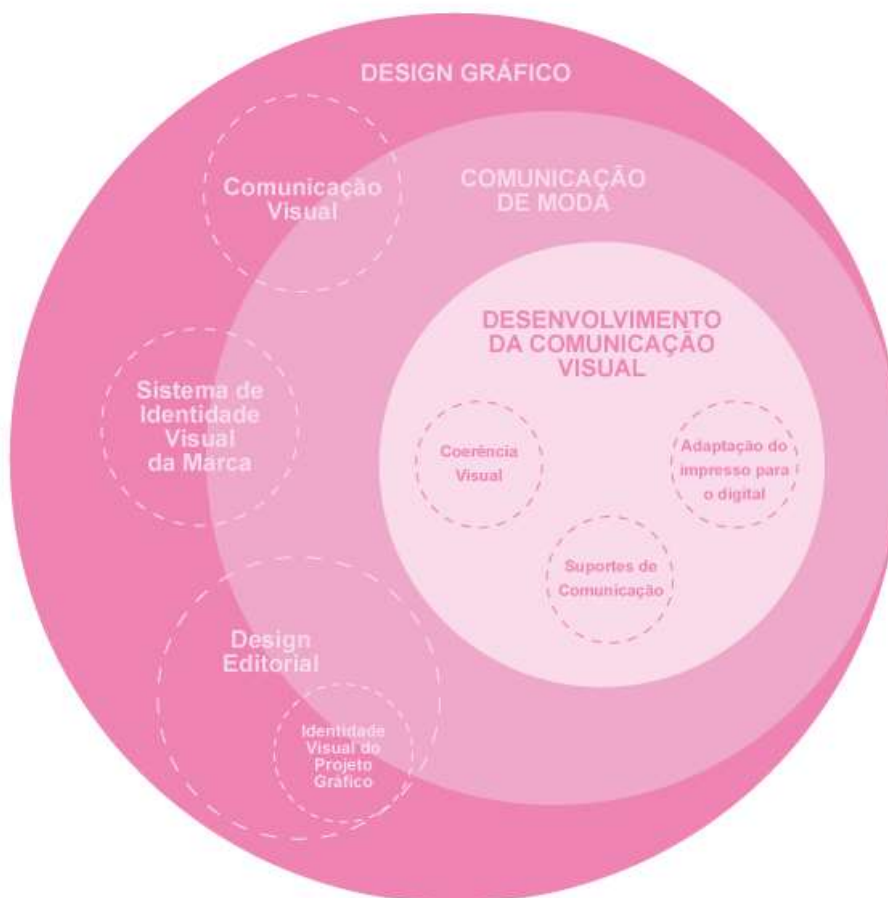 DESIGN GRÁFICO
Comunicação
Visual
COMUNICAÇÃO
DE MODA
DESENVOLVIMENTO
DA COMUNICAÇÃO
VISUAL
Sistema de
Identidade
Visual
da Marca
Coerência
Visual
Adaptação do
impresso para
o digital
Suportes de
Comunicação
Design
Editorial
Identidade
Visual do
Projeto
Gráfico